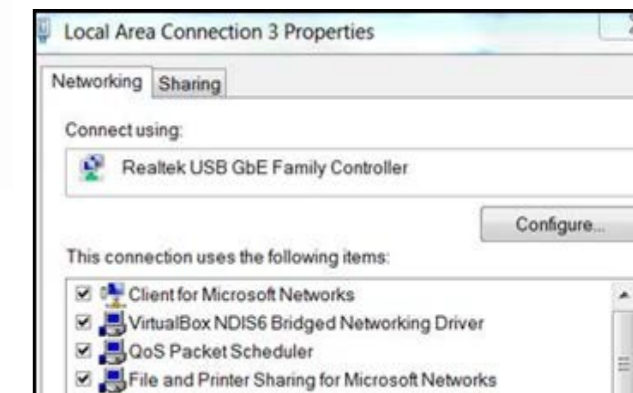 Local Area Connection 3 Properties
Networking Sharing
Connect using:
Realtek USB GbE Family Controller
Configure...
This connection uses the following items:
Client for Microsoft Networks
VirtualBox NDIS6 Bridged Networking Driver
QoS Packet Scheduler
File and Printer Sharing for Microsoft Networks